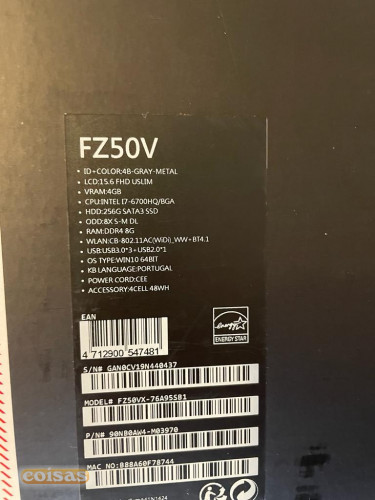 FZ50V
• ID+COLOR:4B-GRAY-METAL
• LCD:15.6 FHD USLIM
• VRAM:4GB
• CPU:INTEL I7-6700HQ/BGA
• HDD:256G SATA3 SSD
• ODD:8X S-M DL
• RAM:DDR4 8G
• WLAN:CB-802.11AC(WiDi)_WW+BT4.1
• USB:USB3.0*3+USB2.0*1
• OS TYPE:WIN10 64BIT
• KB LANGUAGE:PORTUGAL
• POWER CORD:CEE
• ACCESSORY:4CELL 48WH
EAN
4 712900 547481
energy
ENERGY STAR
S/N# GAN0CV19N440437
MODEL# FZ50VX-76A95SB1
P/N# 90NB0AW4-M03970
MAC NO:B88A60F78744
coisas